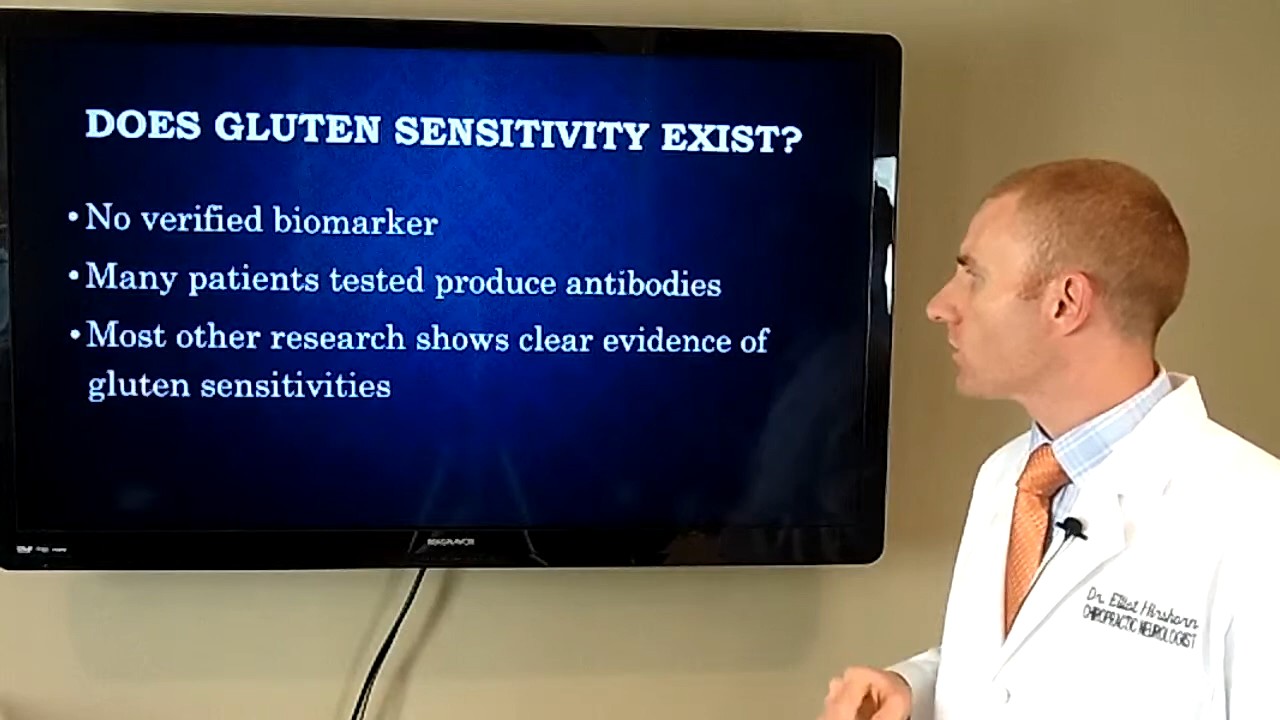 DOES GLUTEN SENSITIVITY EXIST?
• No verified biomarker
• Many patients tested produce antibodies
• Most other research shows clear evidence of
gluten sensitivities
MAGNAVOX
Dr. Elliot Hirshorn
CHIROPRACTIC NEUROLOGIST